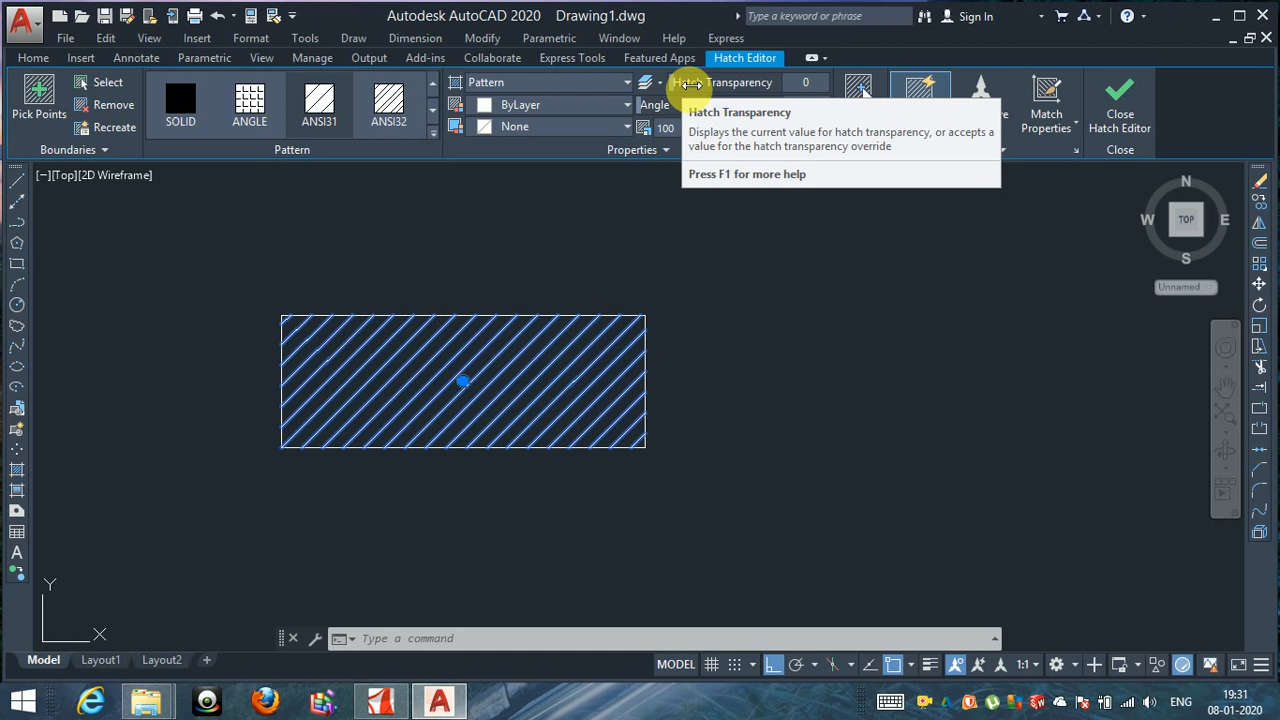 Autodesk AutoCAD 2020 Drawing1.dwg
Type a keyword or phrase
Sign In
File Edit View Insert Format Tools Draw Dimension Modify Parametric Window Help Express
Home Insert Annotate Parametric View Manage Output Add-ins Collaborate Express Tools Featured Apps Hatch Editor
Pick Points
Select
Remove
Recreate
Boundaries
SOLID
ANGLE
ANSI31
ANSI32
Pattern
Pattern
ByLayer
None
Hatch Transparency 0
Angle
100
Properties
Match
Properties
Close
Hatch Editor
Close
Hatch Transparency
Displays the current value for hatch transparency, or accepts a
value for the hatch transparency override
Press F1 for more help
[−][Top][2D Wireframe]
N
W
TOP
E
S
Unnamed
Y
X
A
Type a command
Model Layout1 Layout2 +
MODEL
1:1
ENG
19:31
08-01-2020